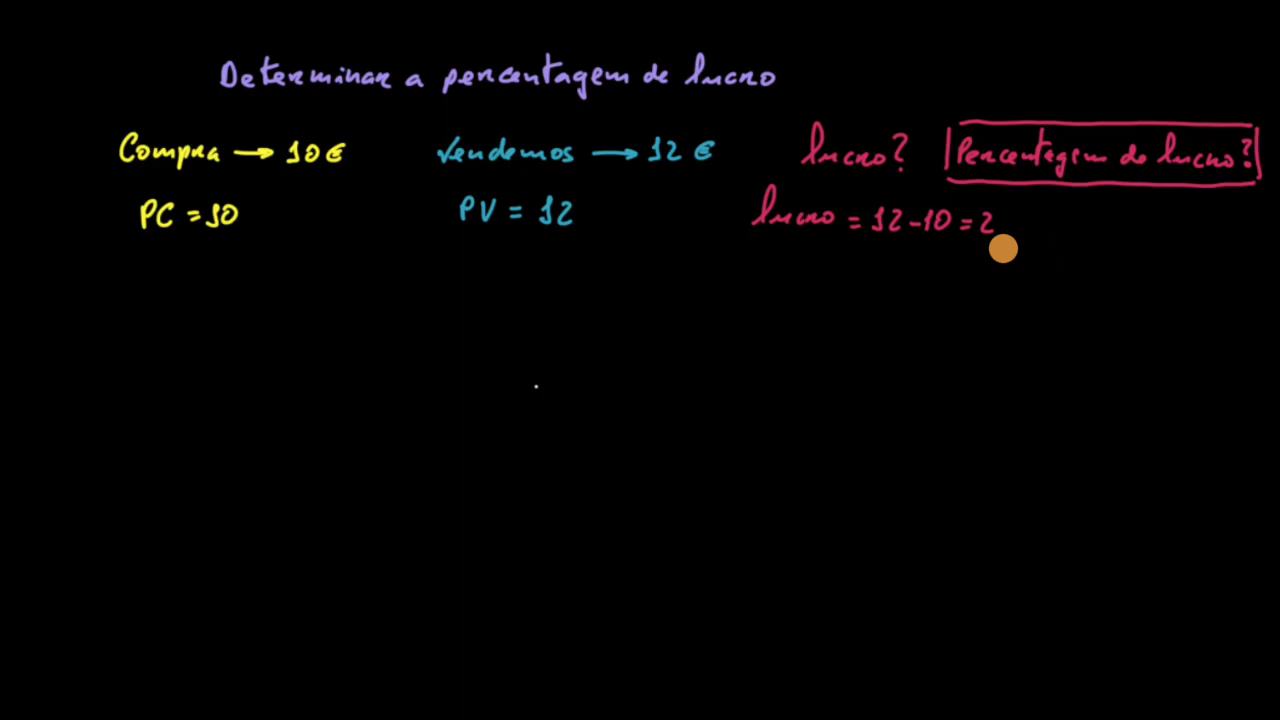 Determinar a percentagem de lucro
Compra → 10 € Vendemos → 12 € lucro? Percentagem de lucro?
PC = 10 PV = 12 lucro = 12 - 10 = 2